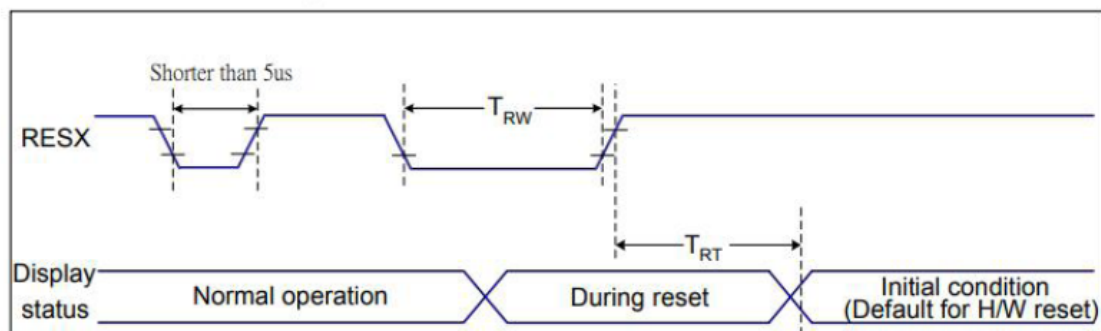 Shorter than 5us
RESX
TRW
TRT
Display
status
Normal operation
During reset
Initial condition
(Default for H/W reset)